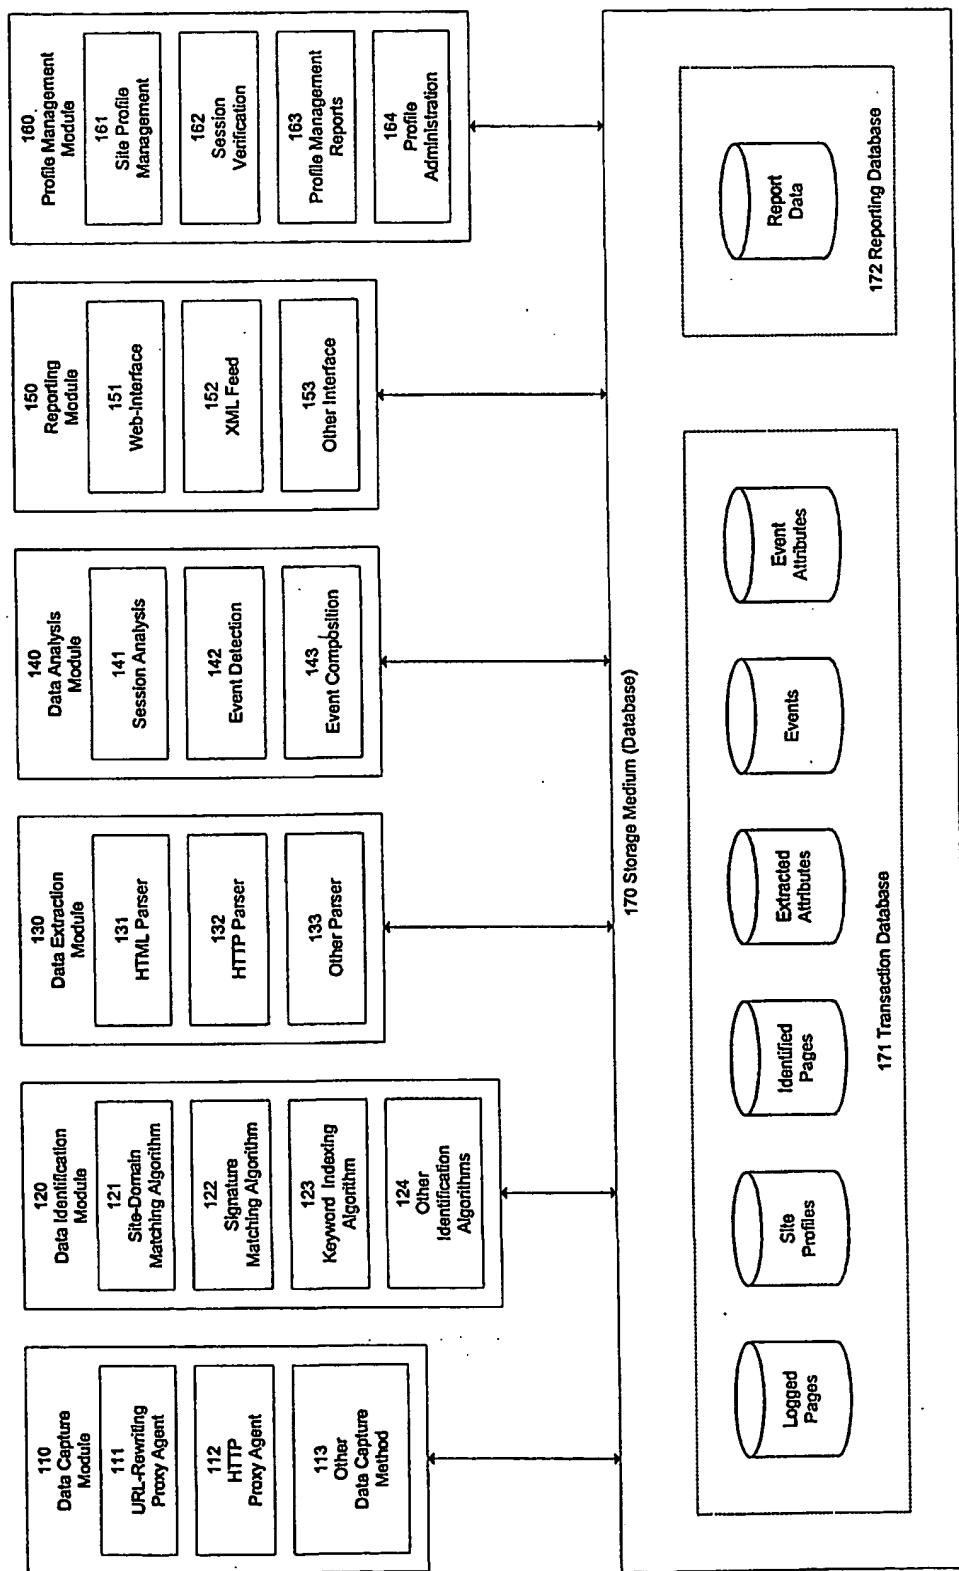 110
Data Capture
Module
111
URL-Rewriting
Proxy Agent
112
HTTP
Proxy Agent
113
Other
Data Capture
Method
120
Data Identification
Module
121
Site-Domain
Matching Algorithm
122
Signature
Matching Algorithm
123
Keyword Indexing
Algorithm
124
Other
Identification
Algorithms
130
Data Extraction
Module
131
HTML Parser
132
HTTP Parser
133
Other Parser
140
Data Analysis
Module
141
Session Analysis
142
Event Detection
143
Event Composition
150
Reporting
Module
151
Web-Interface
152
XML Feed
153
Other Interface
160
Profile Management
Module
161
Site Profile
Management
162
Session
Verification
163
Profile Management
Reports
164
Profile
Administration
170 Storage Medium (Database)
Logged
Pages
Site
Profiles
Identified
Pages
Extracted
Attributes
Events
Event
Attributes
171 Transaction Database
Report
Data
172 Reporting Database